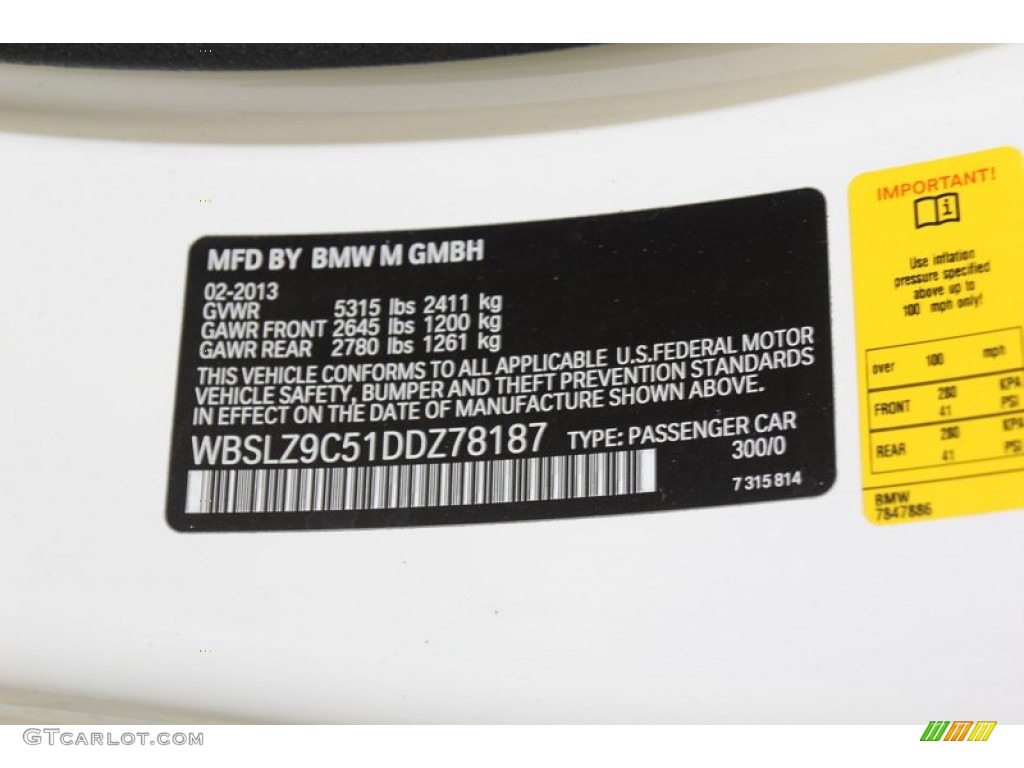 MFD BY BMW M GMBH
02-2013
GVWR 5315 lbs 2411 kg
GAWR FRONT 2645 lbs 1200 kg
GAWR REAR 2780 lbs 1261 kg
THIS VEHICLE CONFORMS TO ALL APPLICABLE U.S.FEDERAL MOTOR
VEHICLE SAFETY, BUMPER AND THEFT PREVENTION STANDARDS
IN EFFECT ON THE DATE OF MANUFACTURE SHOWN ABOVE.
WBSLZ9C51DDZ78187 TYPE: PASSENGER CAR
300/0
7 315 814
IMPORTANT!
i
Use inflation
pressure specified
above up to
100 mph only!
over 100 mph
FRONT 280 KPA
41 PSI
REAR 280 KPA
41 PSI
BMW
7847886
GTCARLOT.COM